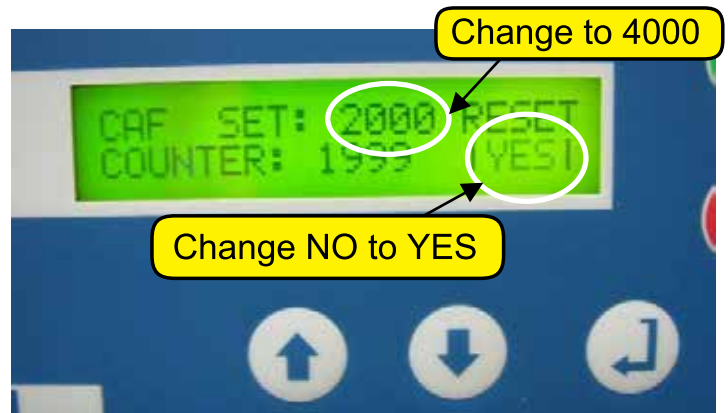 Change to 4000
CAF SET: 2000 RESET
COUNTER: 1999 |YES|
Change NO to YES